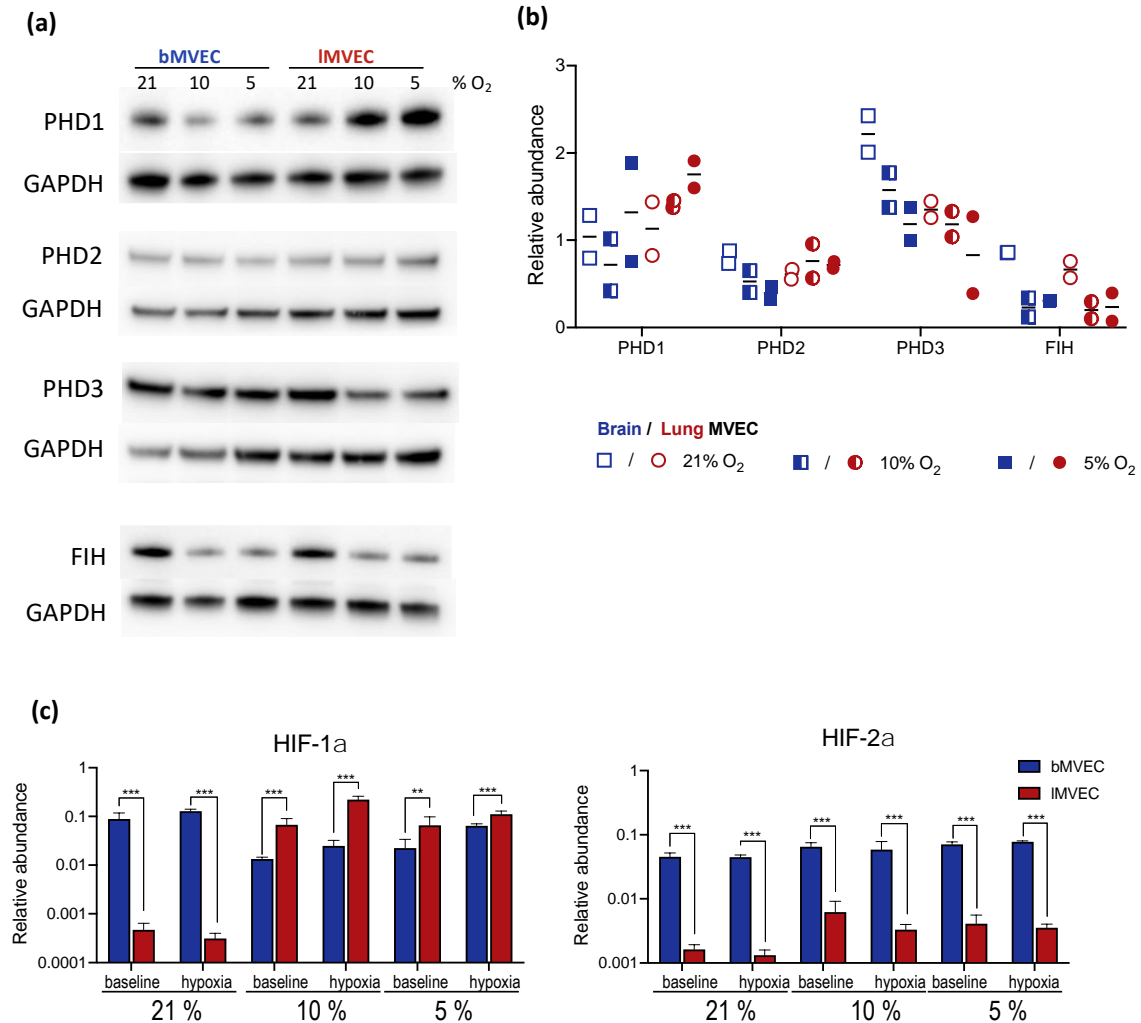 (a)
bMVEC lMVEC
21 10 5 21 10 5 % O₂
PHD1
GAPDH
PHD2
GAPDH
PHD3
GAPDH
FIH
GAPDH
(b)
Relative abundance
3
2
1
0
PHD1 PHD2 PHD3 FIH
Brain / Lung MVEC
/ 21% O₂ / 10% O₂ / 5% O₂
(c)
HIF-1a
Relative abundance
1
0.1
0.01
0.001
0.0001
*** *** *** *** ** ***
baseline hypoxia baseline hypoxia baseline hypoxia
21 % 10 % 5 %
HIF-2a
bMVEC
lMVEC
Relative abundance
1
0.1
0.001
0.001
*** *** *** *** *** ***
baseline hypoxia baseline hypoxia baseline hypoxia
21 % 10 % 5 %